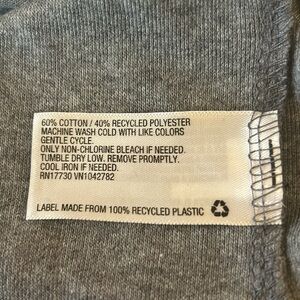 60% COTTON / 40% RECYCLED POLYESTER
MACHINE WASH COLD WITH LIKE COLORS
GENTLE CYCLE.
ONLY NON-CHLORINE BLEACH IF NEEDED.
TUMBLE DRY LOW. REMOVE PROMPTLY.
COOL IRON IF NEEDED.
RN17730 VN1042782
LABEL MADE FROM 100% RECYCLED PLASTIC